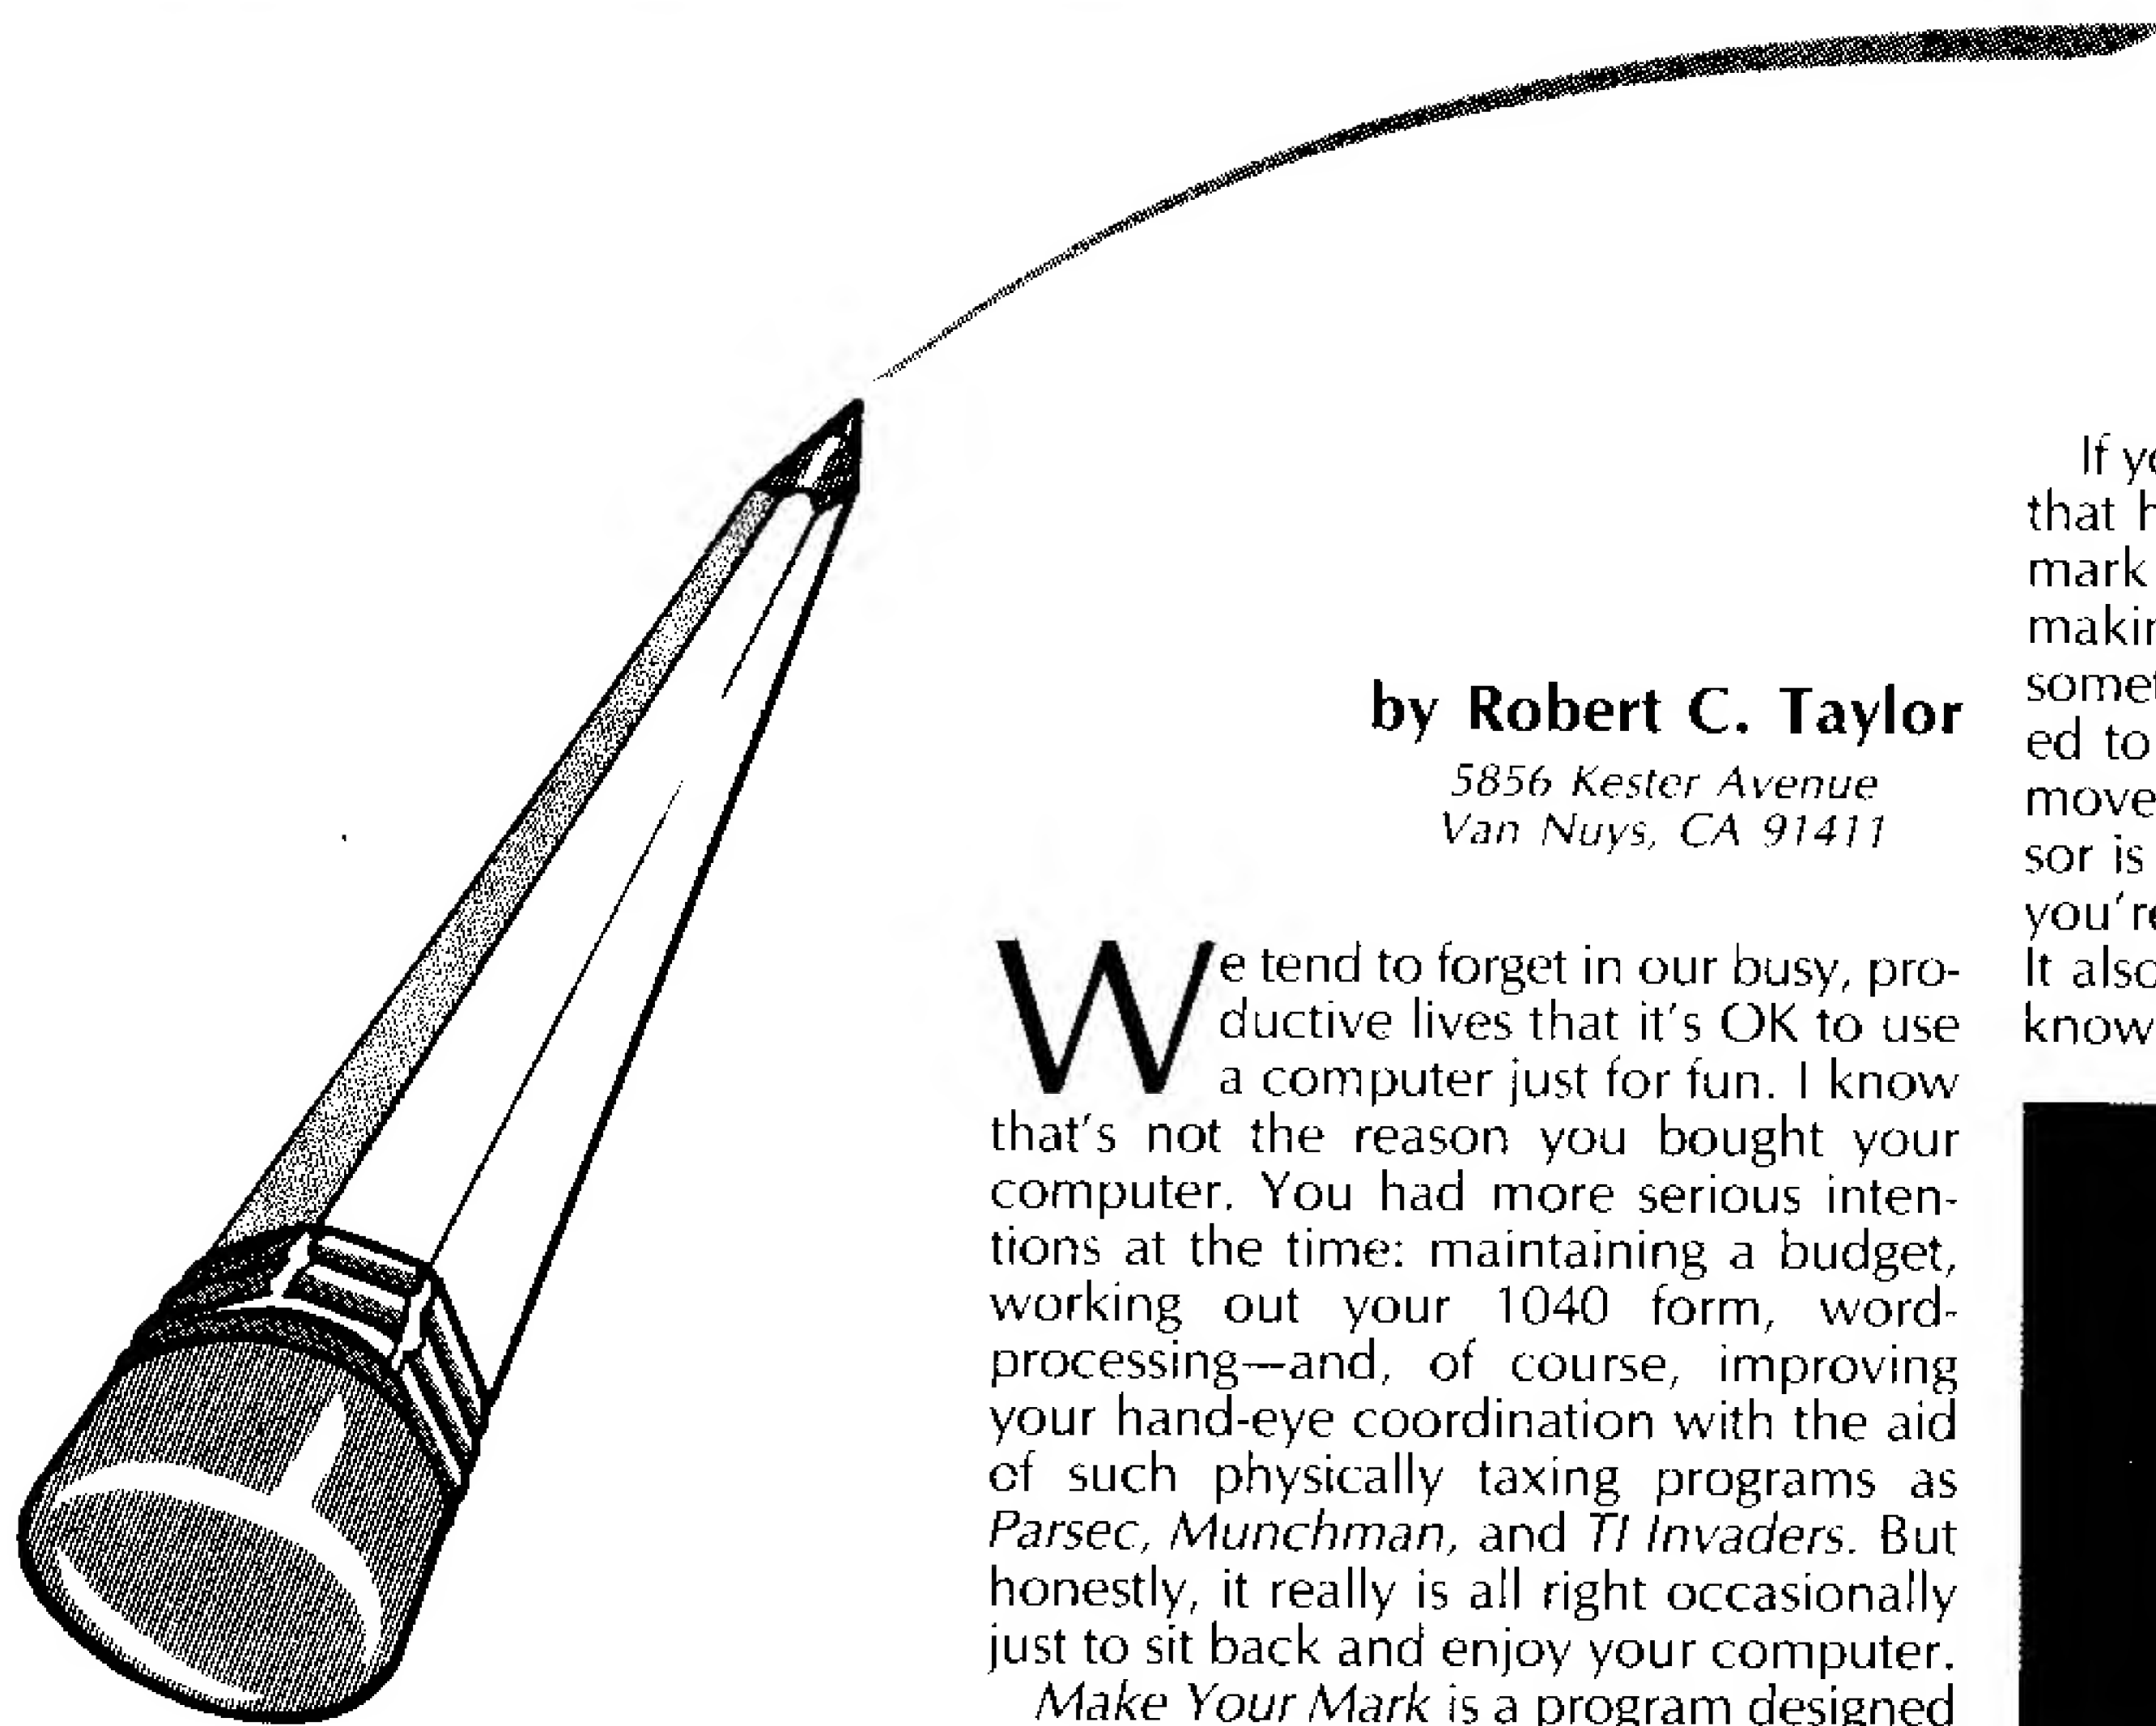 by Robert C. Taylor
5856 Kester Avenue
Van Nuys, CA 91411
We tend to forget in our busy, pro-
ductive lives that it's OK to use
a computer just for fun. I know
that's not the reason you bought your
computer. You had more serious inten-
tions at the time: maintaining a budget,
working out your 1040 form, word-
processing—and, of course, improving
your hand-eye coordination with the aid
of such physically taxing programs as
Parsec, Munchman, and TI Invaders. But
honestly, it really is all right occasionally
just to sit back and enjoy your computer.
Make Your Mark is a program designed
If
that
mark
ed to
move
sor is
you're
It also
know